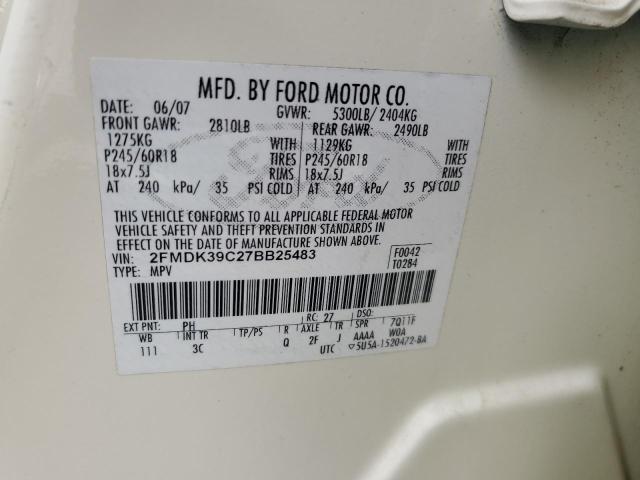 MFD. BY FORD MOTOR CO.
DATE: 06/07 GVWR: 5300LB/ 2404KG
FRONT GAWR: 2810LB REAR GAWR: 2490LB
1275KG WITH 1129KG WITH
P245/60R18 TIRES P245/60R18 TIRES
18x7.5J RIMS 18x7.5J RIMS
AT 240 kPa/ 35 PSI COLD AT 240 kPa/ 35 PSI COLD
THIS VEHICLE CONFORMS TO ALL APPLICABLE FEDERAL MOTOR
VEHICLE SAFETY AND THEFT PREVENTION STANDARDS IN
EFFECT ON THE DATE OF MANUFACTURE SHOWN ABOVE.
VIN: 2FMDK39C27BB25483 F0042
TYPE: MPV T0284
EXT PNT: PH RC: 27 DSO: 7Q11F
WB INT TR TP/PS R AXLE TR SPR W0A
111 3C Q 2F J AAAA
UTC ▽5U5A-1520472-BA